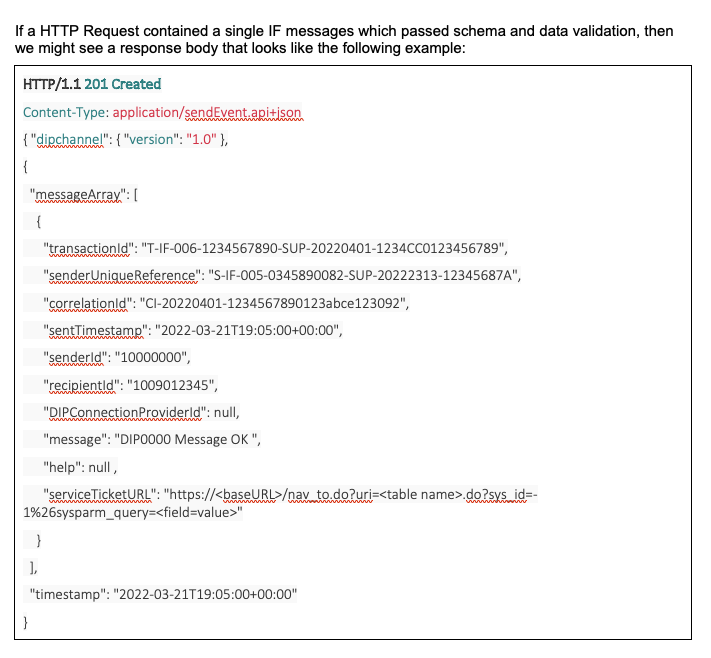 If a HTTP Request contained a single IF messages which passed schema and data validation, then
we might see a response body that looks like the following example:
HTTP/1.1 201 Created
Content-Type: application/sendEvent.api+json
{ "dipchannel": { "version": "1.0" },
{
"messageArray": [
{
"transactionId": "T-IF-006-1234567890-SUP-20220401-1234CC0123456789",
"senderUniqueReference": "S-IF-005-0345890082-SUP-20222313-12345687A",
"correlationId": "CI-20220401-1234567890123abce123092",
"sentTimestamp": "2022-03-21T19:05:00+00:00",
"senderId": "10000000",
"recipientId": "1009012345",
"DIPConnectionProviderId": null,
"message": "DIP0000 Message OK ",
"help": null ,
"serviceTicketURL": "https://<baseURL>/nav_to.do?uri=<table name>.do?sys_id=-
1%26sysparm_query=<field=value>"
}
],
"timestamp": "2022-03-21T19:05:00+00:00"
}